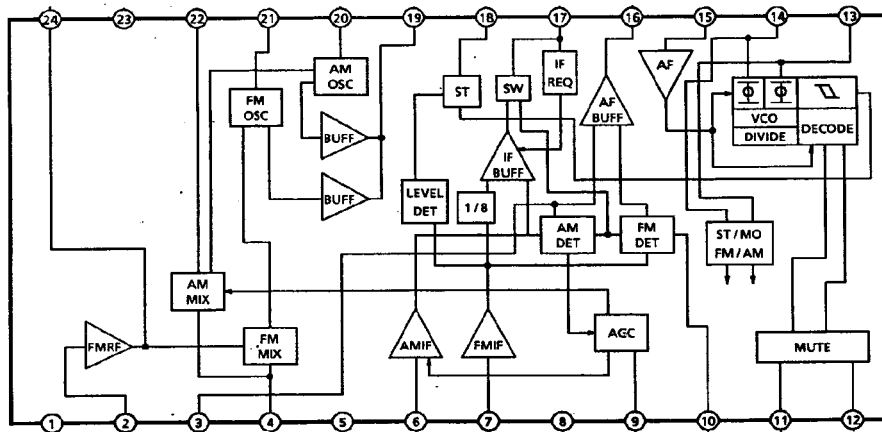 24 23 22 21 20 19 18 17 16 15 14 13
AM OSC
ST
SW
IF REQ
AF
FM OSC
AF BUFF
VCO
DIVIDE
DECODE
BUFF
IF BUFF
BUFF
LEVEL DET
1/8
AM DET
FM DET
ST/MO
FM/AM
AM MIX
FMRF
FM MIX
AMIF
FMIF
AGC
MUTE
1 2 3 4 5 6 7 8 9 10 11 12